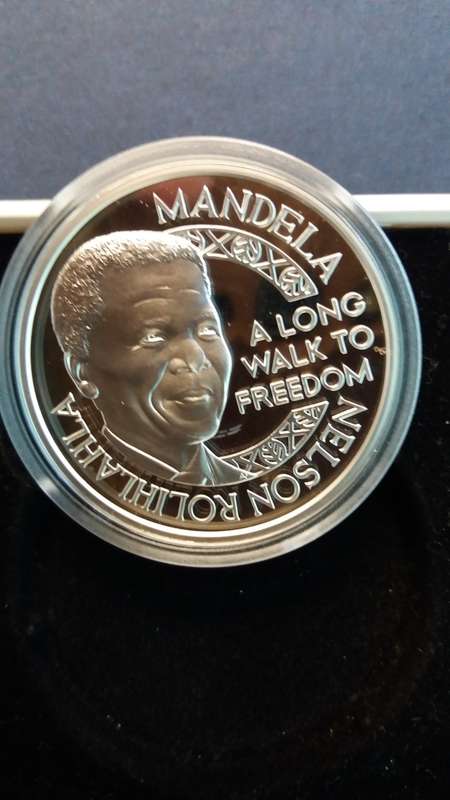 MANDELA
A LONG
WALK TO
FREEDOM
NELSON ROLIHLAHLA